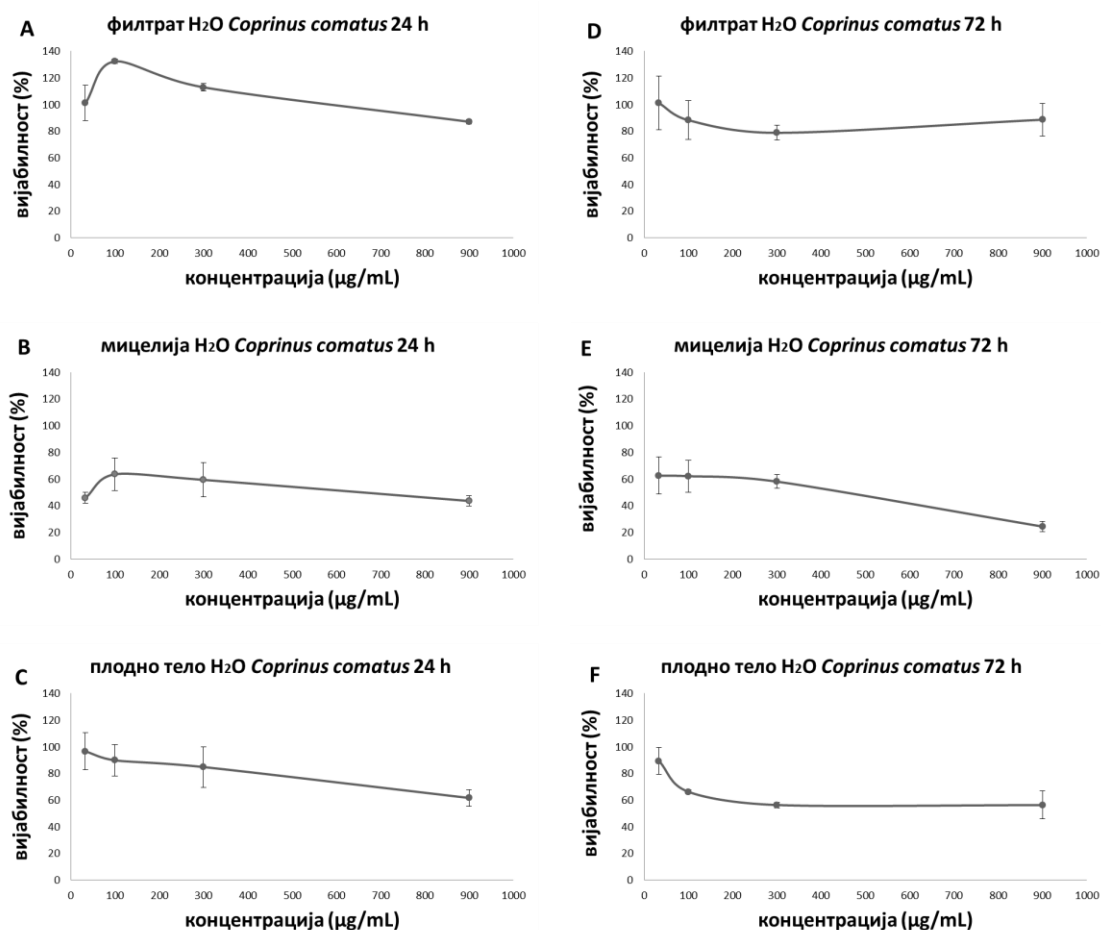 A
филтрат H₂O Coprinus comatus 24 h
140
120
100
80
60
40
20
0
вијабилност (%)
0 100 200 300 400 500 600 700 800 900 1000
концентрација (µg/mL)
D
филтрат H₂O Coprinus comatus 72 h
140
120
100
80
60
40
20
0
вијабилност (%)
0 100 200 300 400 500 600 700 800 900 1000
концентрација (µg/mL)
B
мицелија H₂O Coprinus comatus 24 h
140
120
100
80
60
40
20
0
вијабилност (%)
0 100 200 300 400 500 600 700 800 900 1000
концентрација (µg/mL)
E
мицелија H₂O Coprinus comatus 72 h
140
120
100
80
60
40
20
0
вијабилност (%)
0 100 200 300 400 500 600 700 800 900 1000
концентрација (µg/mL)
C
плодно тело H₂O Coprinus comatus 24 h
140
120
100
80
60
40
20
0
вијабилност (%)
0 100 200 300 400 500 600 700 800 900 1000
концентрација (µg/mL)
F
плодно тело H₂O Coprinus comatus 72 h
140
120
100
80
60
40
20
0
вијабилност (%)
0 100 200 300 400 500 600 700 800 900 1000
концентрација (µg/mL)